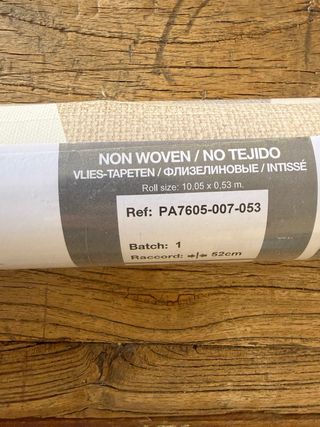 NON WOVEN / NO TEJIDO
VLIES-TAPETEN / ФЛИЗЕЛИНОВЫЕ / INTISSÉ
Roll size: 10,05 x 0,53 m.
Ref: PA7605-007-053
Batch: 1
Raccord: →|← 52cm